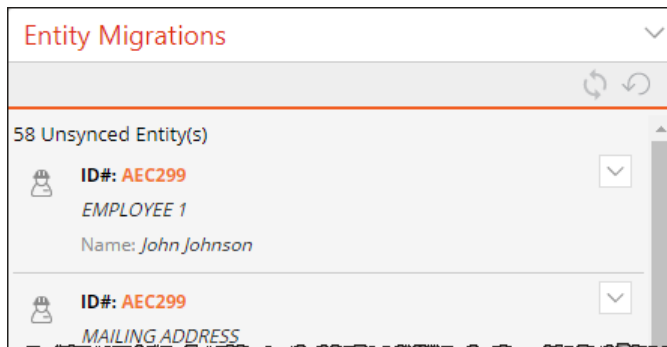 Entity Migrations
58 Unsynced Entity(s)
ID#: AEC299
EMPLOYEE 1
Name: John Johnson
ID#: AEC299
MAILING ADDRESS